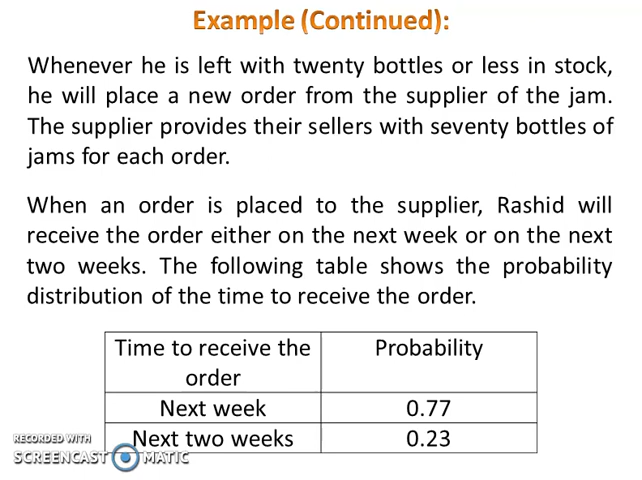 Example (Continued):
Whenever he is left with twenty bottles or less in stock,
he will place a new order from the supplier of the jam.
The supplier provides their sellers with seventy bottles of
jams for each order.
When an order is placed to the supplier, Rashid will
receive the order either on the next week or on the next
two weeks. The following table shows the probability
distribution of the time to receive the order.
Time to receive the order Probability
Next week 0.77
Next two weeks 0.23
RECORDED WITH
SCREENCAST MATIC